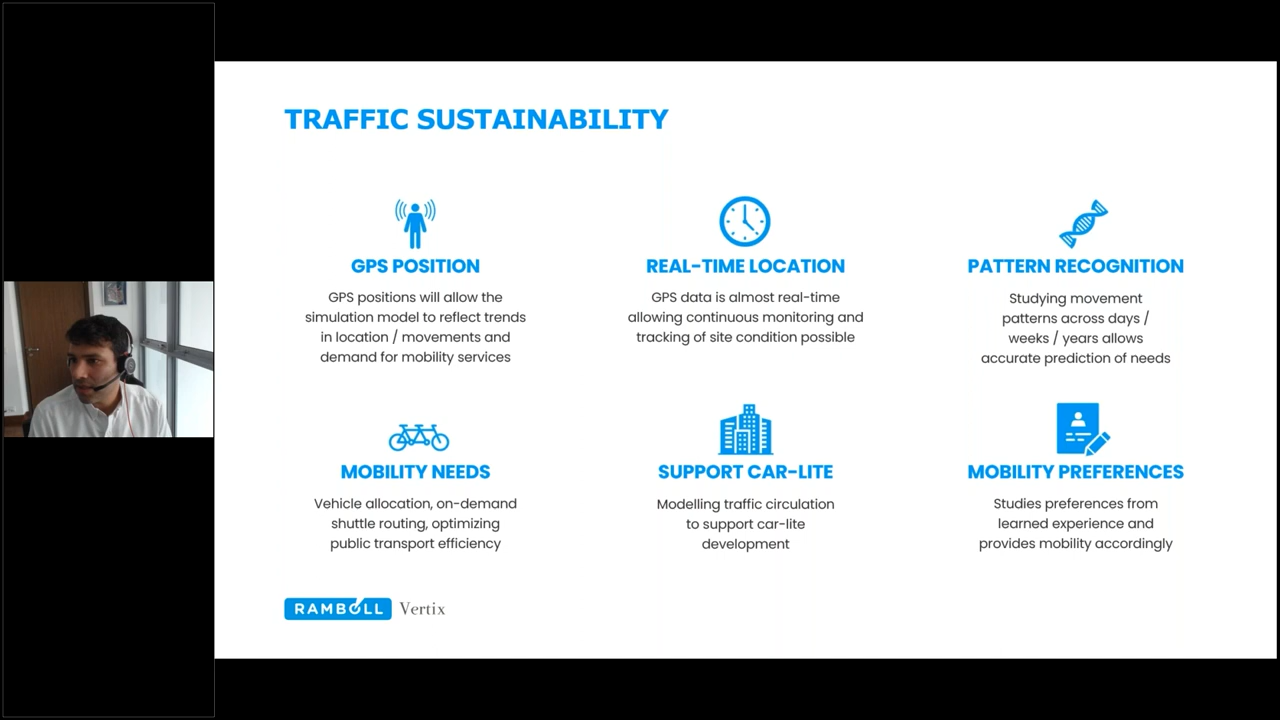 TRAFFIC SUSTAINABILITY
GPS POSITION
GPS positions will allow the
simulation model to reflect trends
in location / movements and
demand for mobility services
REAL-TIME LOCATION
GPS data is almost real-time
allowing continuous monitoring and
tracking of site condition possible
PATTERN RECOGNITION
Studying movement
patterns across days /
weeks / years allows
accurate prediction of needs
MOBILITY NEEDS
Vehicle allocation, on-demand
shuttle routing, optimizing
public transport efficiency
SUPPORT CAR-LITE
Modelling traffic circulation
to support car-lite
development
MOBILITY PREFERENCES
Studies preferences from
learned experience and
provides mobility accordingly
RAMBOLL Vertix